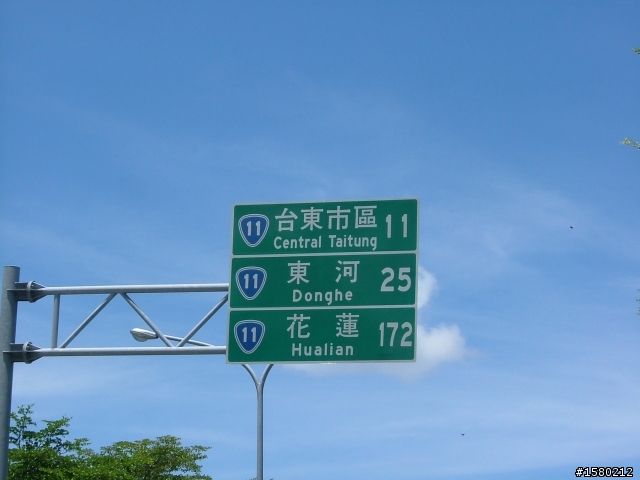 11 台東市區 11
Central Taitung
11 東河 25
Donghe
11 花蓮 172
Hualian
#1580212